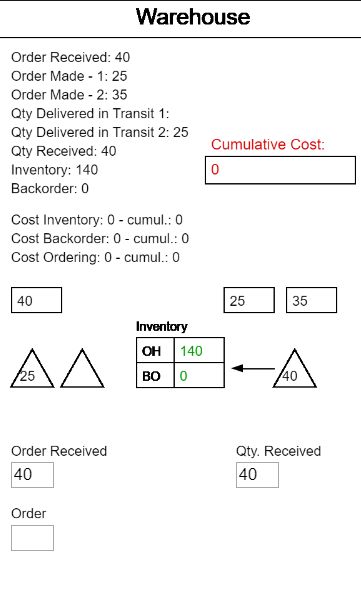 Warehouse
Order Received: 40
Order Made - 1: 25
Order Made - 2: 35
Qty Delivered in Transit 1:
Qty Delivered in Transit 2: 25
Qty Received: 40
Inventory: 140
Backorder: 0
Cumulative Cost:
0
Cost Inventory: 0 - cumul.: 0
Cost Backorder: 0 - cumul.: 0
Cost Ordering: 0 - cumul.: 0
40 25 35
Inventory
OH 140
BO 0
25 40
Order Received Qty. Received
40 40
Order